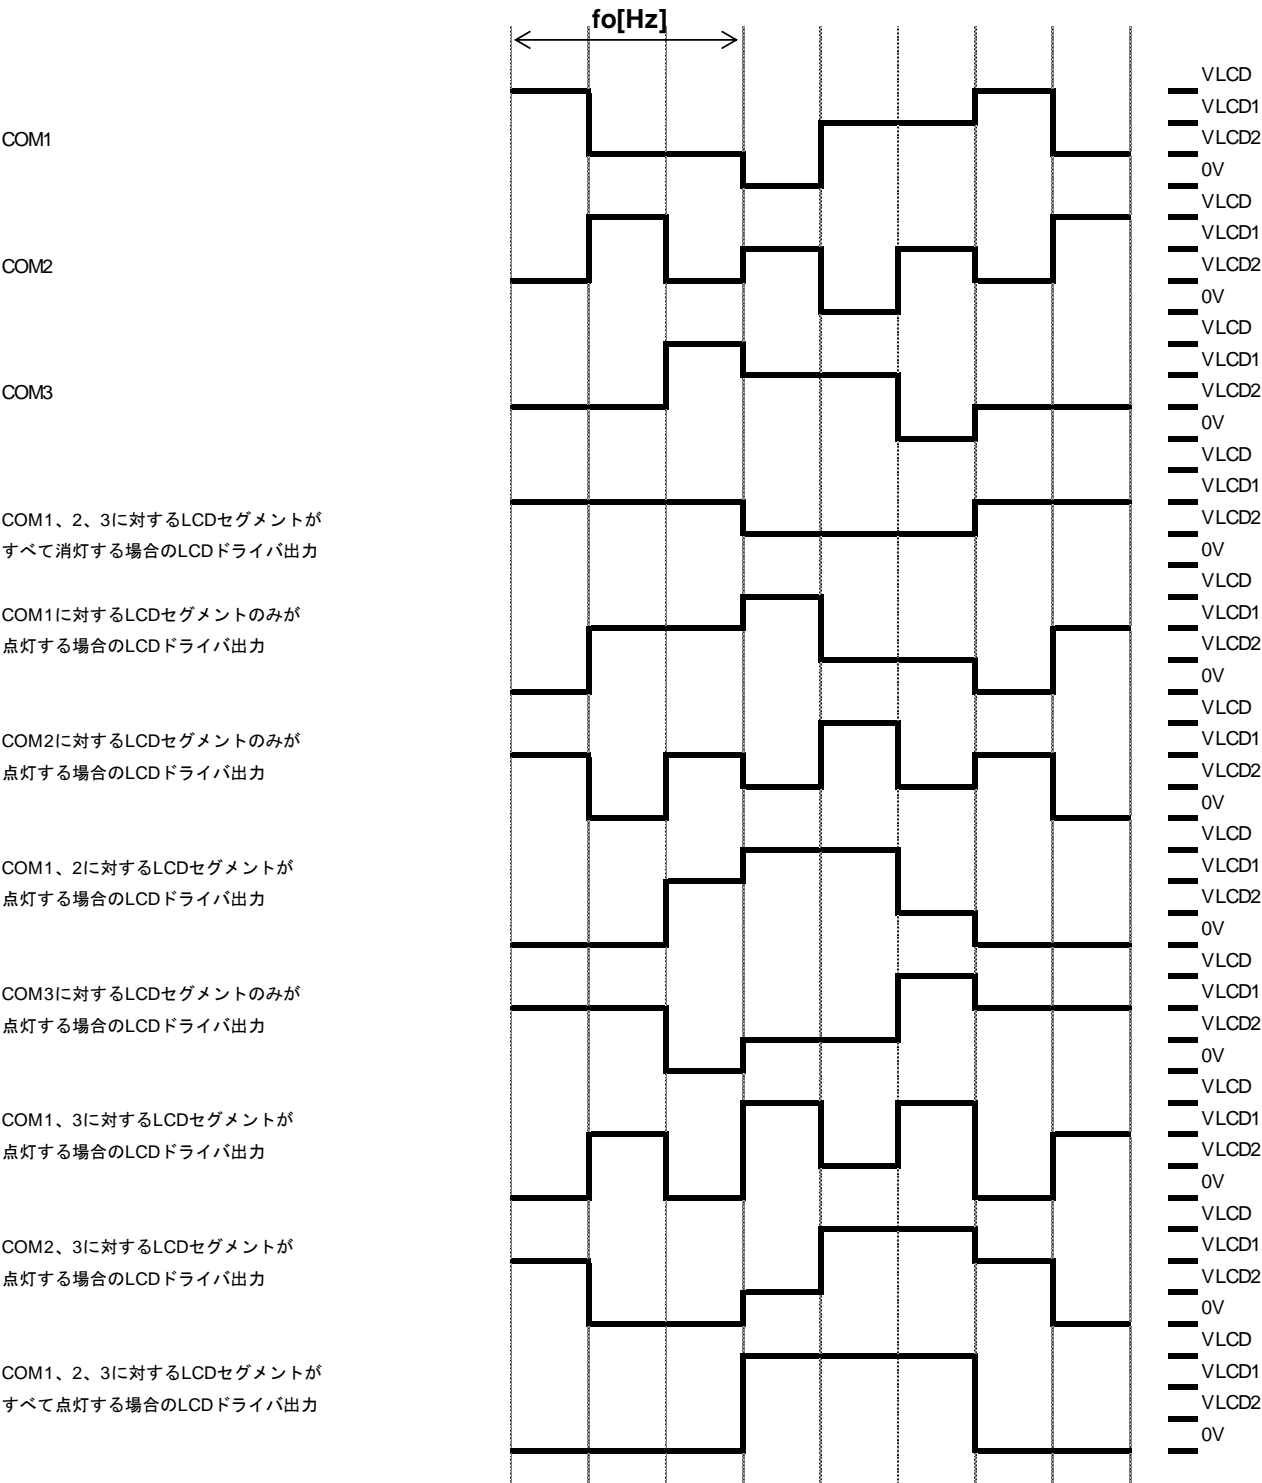 fo[Hz]
VLCD
VLCD1
COM1
VLCD2
0V
VLCD
VLCD1
COM2
VLCD2
0V
VLCD
VLCD1
COM3
VLCD2
0V
VLCD
VLCD1
COM1、2、3に対するLCDセグメントが
VLCD2
すべて消灯する場合のLCDドライバ出力
0V
VLCD
COM1に対するLCDセグメントのみが
VLCD1
点灯する場合のLCDドライバ出力
VLCD2
0V
VLCD
COM2に対するLCDセグメントのみが
VLCD1
点灯する場合のLCDドライバ出力
VLCD2
0V
VLCD
COM1、2に対するLCDセグメントが
VLCD1
点灯する場合のLCDドライバ出力
VLCD2
0V
VLCD
COM3に対するLCDセグメントのみが
VLCD1
点灯する場合のLCDドライバ出力
VLCD2
0V
VLCD
COM1、3に対するLCDセグメントが
VLCD1
点灯する場合のLCDドライバ出力
VLCD2
0V
VLCD
COM2、3に対するLCDセグメントが
VLCD1
点灯する場合のLCDドライバ出力
VLCD2
0V
VLCD
COM1、2、3に対するLCDセグメントが
VLCD1
すべて点灯する場合のLCDドライバ出力
VLCD2
0V